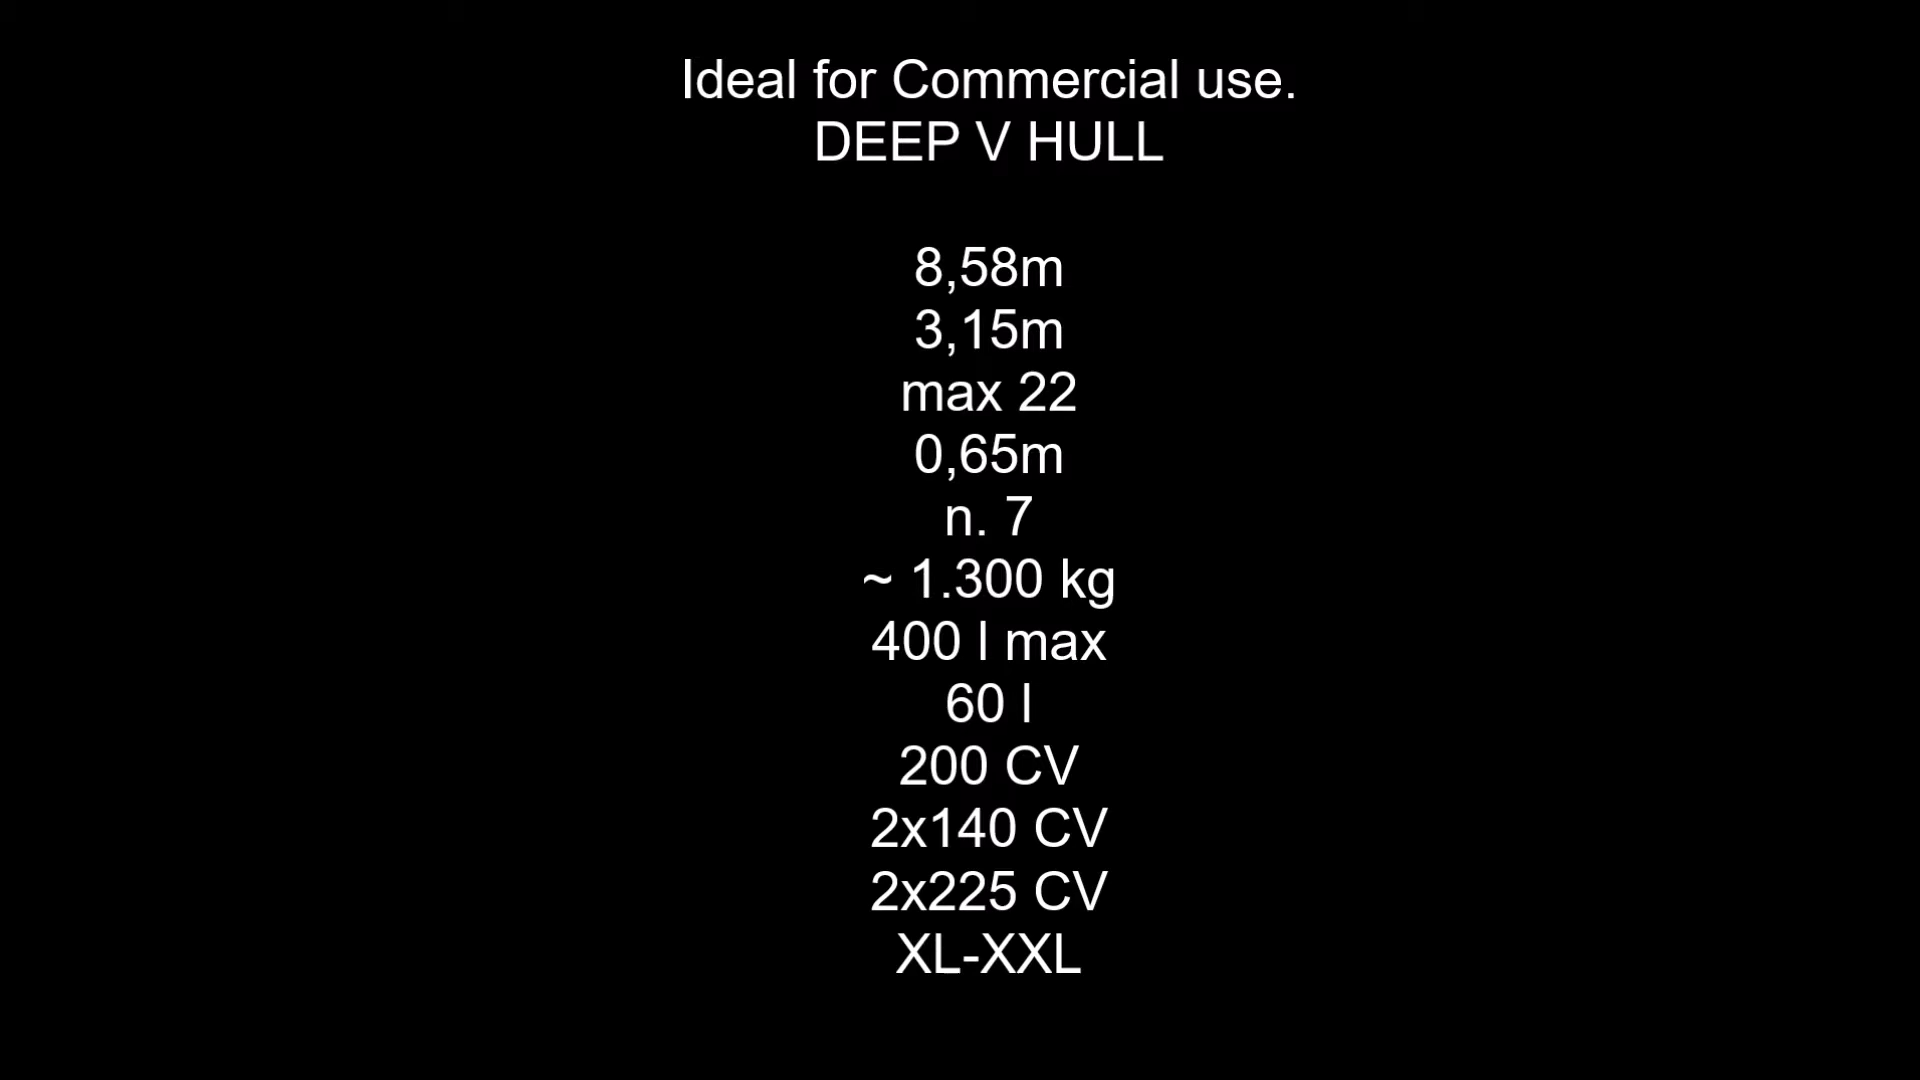 Ideal for Commercial use.
DEEP V HULL
8,58m
3,15m
max 22
0,65m
n. 7
~ 1.300 kg
400 l max
60 l
200 CV
2x140 CV
2x225 CV
XL-XXL